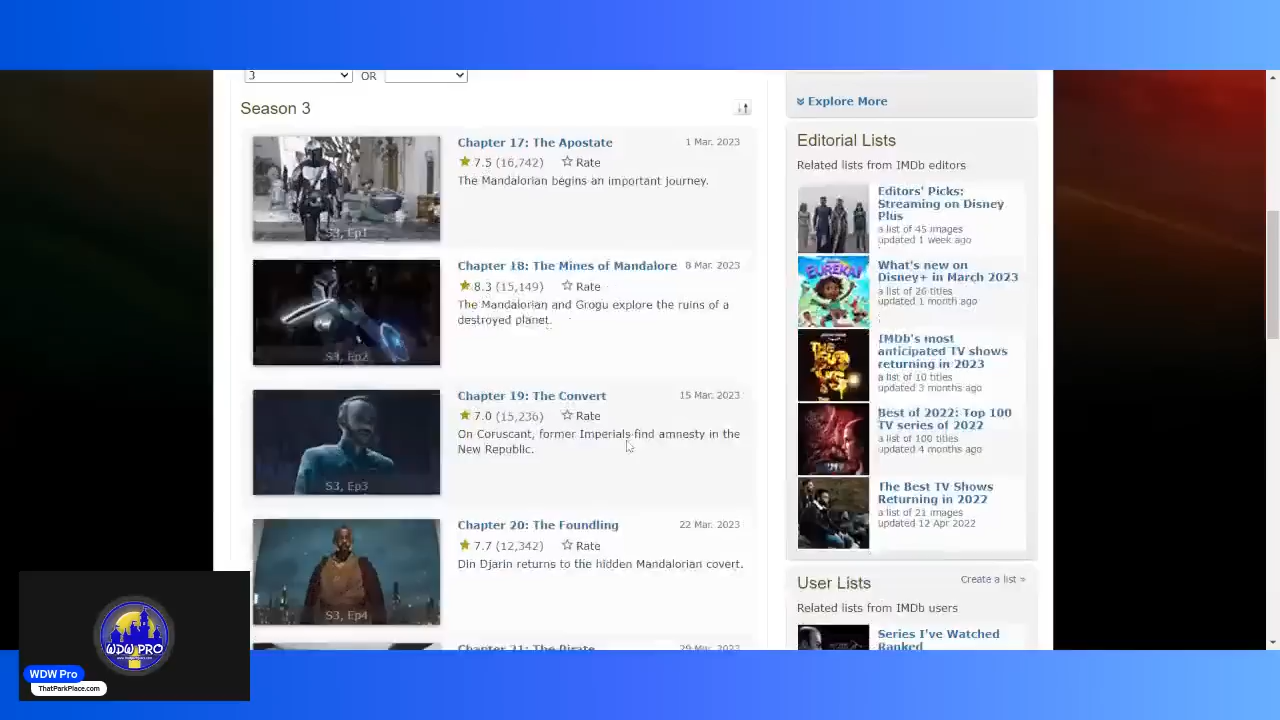 3
OR
Season 3
Chapter 17: The Apostate
1 Mar. 2023
7.5 (16,742)
Rate
The Mandalorian begins an important journey.
S3, Ep1
Chapter 18: The Mines of Mandalore
8 Mar. 2023
8.3 (15,149)
Rate
The Mandalorian and Grogu explore the ruins of a
destroyed planet.
S3, Ep2
Chapter 19: The Convert
15 Mar. 2023
7.0 (15,236)
Rate
On Coruscant, former Imperials find amnesty in the
New Republic.
S3, Ep3
Chapter 20: The Foundling
22 Mar. 2023
7.7 (12,342)
Rate
Din Djarin returns to the hidden Mandalorian covert.
S3, Ep4
Chapter 21: The Pirate
29 Mar. 2023
Explore More
Editorial Lists
Related lists from IMDb editors
Editors' Picks:
Streaming on Disney
Plus
a list of 45 images
updated 1 week ago
EUREKA!
What's new on
Disney+ in March 2023
a list of 26 titles
updated 1 month ago
IMDb's most
anticipated TV shows
returning in 2023
a list of 10 titles
updated 3 months ago
Best of 2022: Top 100
TV series of 2022
a list of 100 titles
updated 4 months ago
The Best TV Shows
Returning in 2022
a list of 21 images
updated 12 Apr 2022
User Lists
Create a list »
Related lists from IMDb users
Series I've Watched
Ranked
WDW PRO
WDW Pro
ThatParkPlace.com